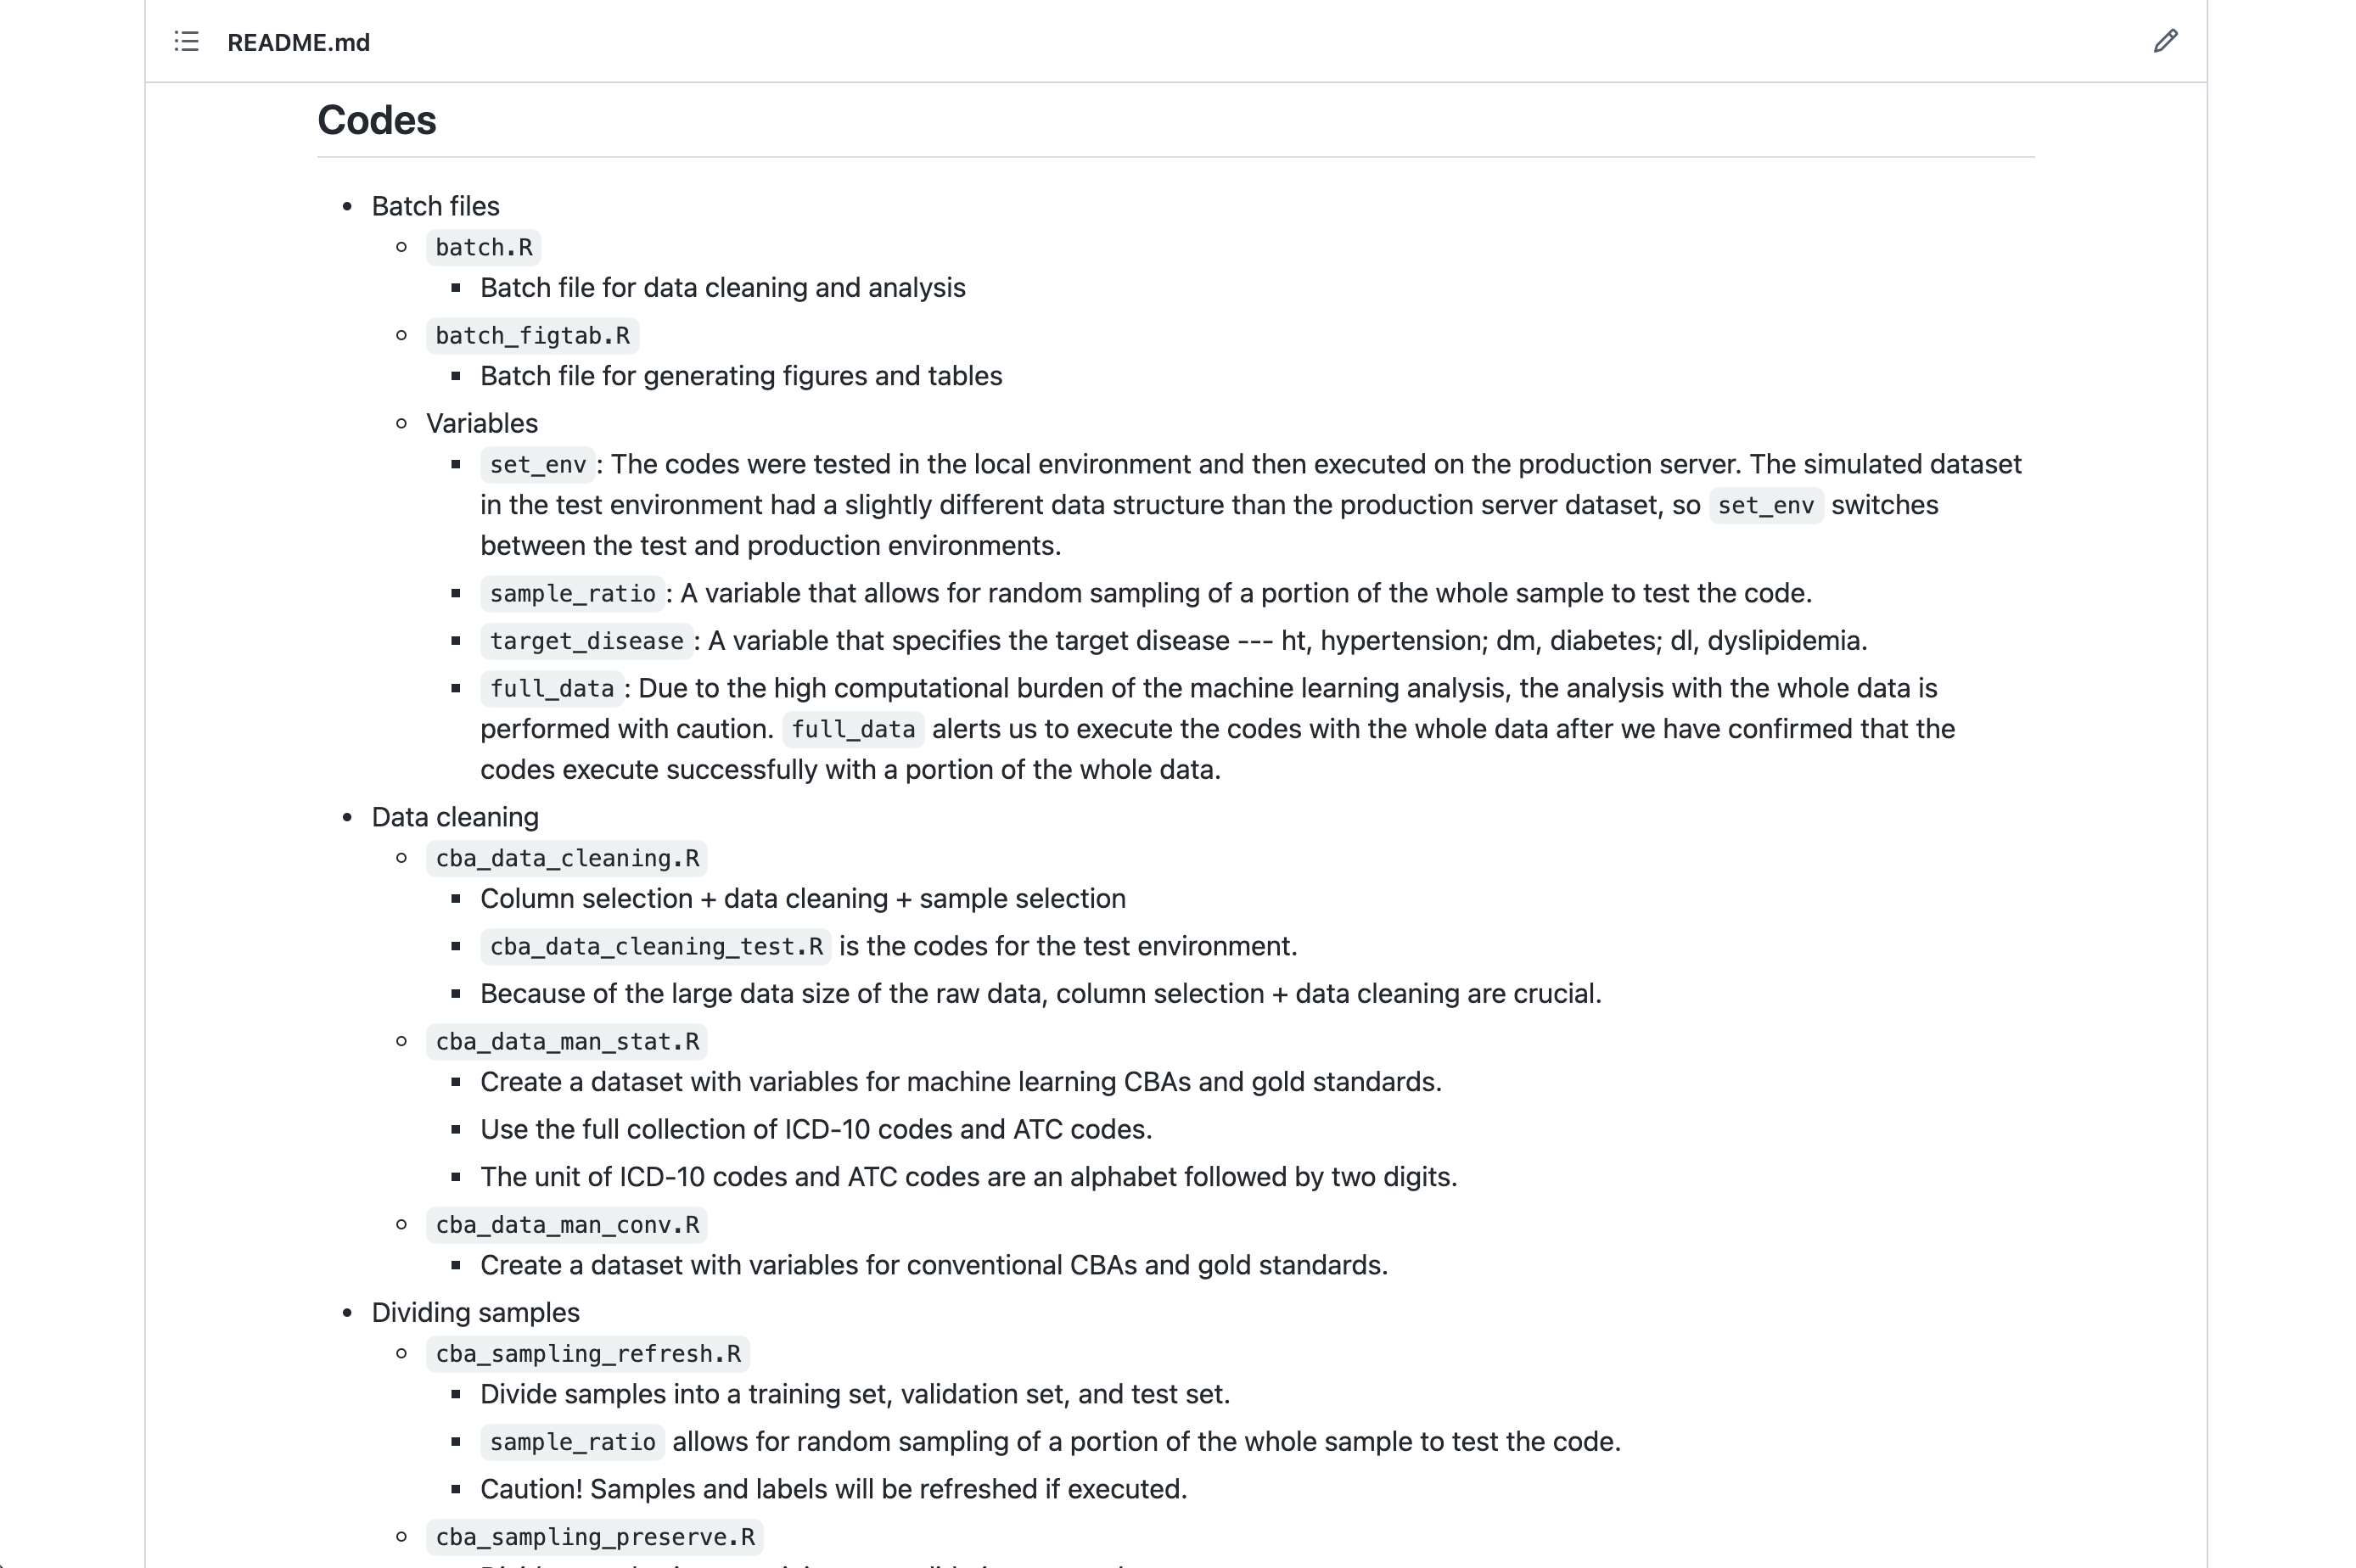 README.md
Codes
Batch files
batch.R
Batch file for data cleaning and analysis
batch_figtab.R
Batch file for generating figures and tables
Variables
set_env: The codes were tested in the local environment and then executed on the production server. The simulated dataset
in the test environment had a slightly different data structure than the production server dataset, so set_env switches
between the test and production environments.
sample_ratio: A variable that allows for random sampling of a portion of the whole sample to test the code.
target_disease: A variable that specifies the target disease --- ht, hypertension; dm, diabetes; dl, dyslipidemia.
full_data: Due to the high computational burden of the machine learning analysis, the analysis with the whole data is
performed with caution. full_data alerts us to execute the codes with the whole data after we have confirmed that the
codes execute successfully with a portion of the whole data.
Data cleaning
cba_data_cleaning.R
Column selection + data cleaning + sample selection
cba_data_cleaning_test.R is the codes for the test environment.
Because of the large data size of the raw data, column selection + data cleaning are crucial.
cba_data_man_stat.R
Create a dataset with variables for machine learning CBAs and gold standards.
Use the full collection of ICD-10 codes and ATC codes.
The unit of ICD-10 codes and ATC codes are an alphabet followed by two digits.
cba_data_man_conv.R
Create a dataset with variables for conventional CBAs and gold standards.
Dividing samples
cba_sampling_refresh.R
Divide samples into a training set, validation set, and test set.
sample_ratio allows for random sampling of a portion of the whole sample to test the code.
Caution! Samples and labels will be refreshed if executed.
cba_sampling_preserve.R